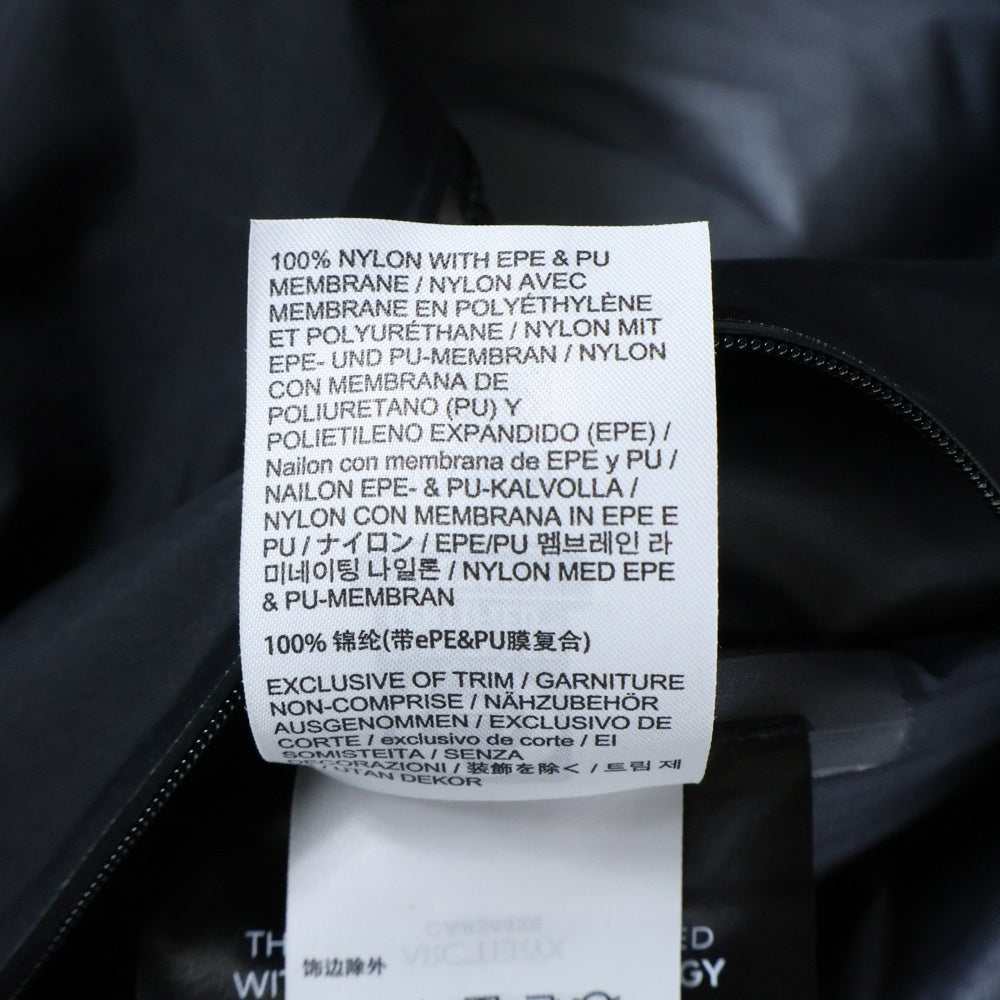 100% NYLON WITH EPE & PU
MEMBRANE / NYLON AVEC
MEMBRANE EN POLYÉTHYLÈNE
ET POLYURÉTHANE / NYLON MIT
EPE- UND PU-MEMBRAN / NYLON
CON MEMBRANA DE
POLIURETANO (PU) Y
POLIETILENO EXPANDIDO (EPE) /
Nailon con membrana de EPE y PU /
NAILON EPE- & PU-KALVOLLA /
NYLON CON MEMBRANA IN EPE E
PU / ナイロン / EPE/PU 멤브레인 라
미네이팅 나일론 / NYLON MED EPE
& PU-MEMBRAN
100% 锦纶(带ePE&PU膜复合)
EXCLUSIVE OF TRIM / GARNITURE
NON-COMPRISE / NÄHZUBEHÖR
AUSGENOMMEN / EXCLUSIVO DE
CORTE / exclusivo de corte / EI
SOMISTEITA / SENZA
DECORAZIONI / 装飾を除く / 트림 제
/ UTAN DEKOR
饰边除外